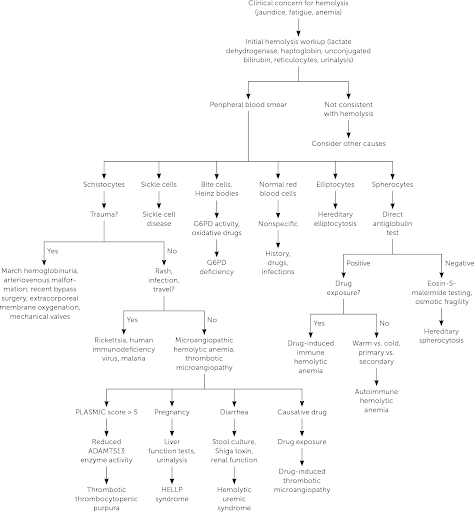 Clinical concern for hemolysis
(jaundice, fatigue, anemia)
Initial hemolysis workup (lactate
dehydrogenase, haptoglobin, unconjugated
bilirubin, reticulocytes, urinalysis)
Peripheral blood smear
Not consistent
with hemolysis
Consider other causes
Schistocytes
Sickle cells
Bite cells,
Heinz bodies
Normal red
blood cells
Elliptocytes
Spherocytes
Trauma?
Sickle cell
disease
G6PD activity,
oxidative drugs
Nonspecific
Hereditary
elliptocytosis
Direct
antiglobulin
test
Yes
No
G6PD
deficiency
History,
drugs,
infections
Positive
Negative
March hemoglobinuria,
arteriovenous malfor-
mation, recent bypass
surgery, extracorporeal
membrane oxygenation,
mechanical valves
Rash,
infection,
travel?
Drug
exposure?
Eosin-5-
maleimide testing,
osmotic fragility
Yes
No
Yes
No
Hereditary
spherocytosis
Rickettsia, human
immunodeficiency
virus, malaria
Microangiopathic
hemolytic anemia,
thrombotic
microangiopathy
Drug-induced
immune
hemolytic
anemia
Warm vs. cold,
primary vs.
secondary
Autoimmune
hemolytic
anemia
PLASMIC score > 5
Pregnancy
Diarrhea
Causative drug
Reduced
ADAMTS13
enzyme activity
Liver
function tests,
urinalysis
Stool culture,
Shiga toxin,
renal function
Drug exposure
Thrombotic
thrombocytopenic
purpura
HELLP
syndrome
Hemolytic
uremic
syndrome
Drug-induced
thrombotic
microangiopathy